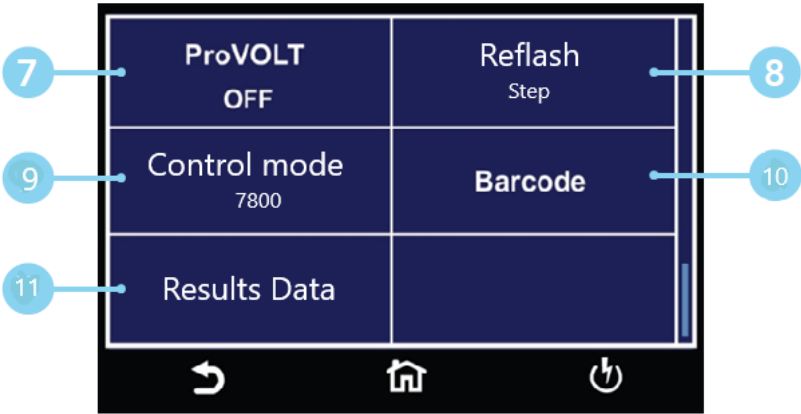 7
ProVOLT
OFF
Reflash
Step
8
9
Control mode
7800
Barcode
10
11
Results Data